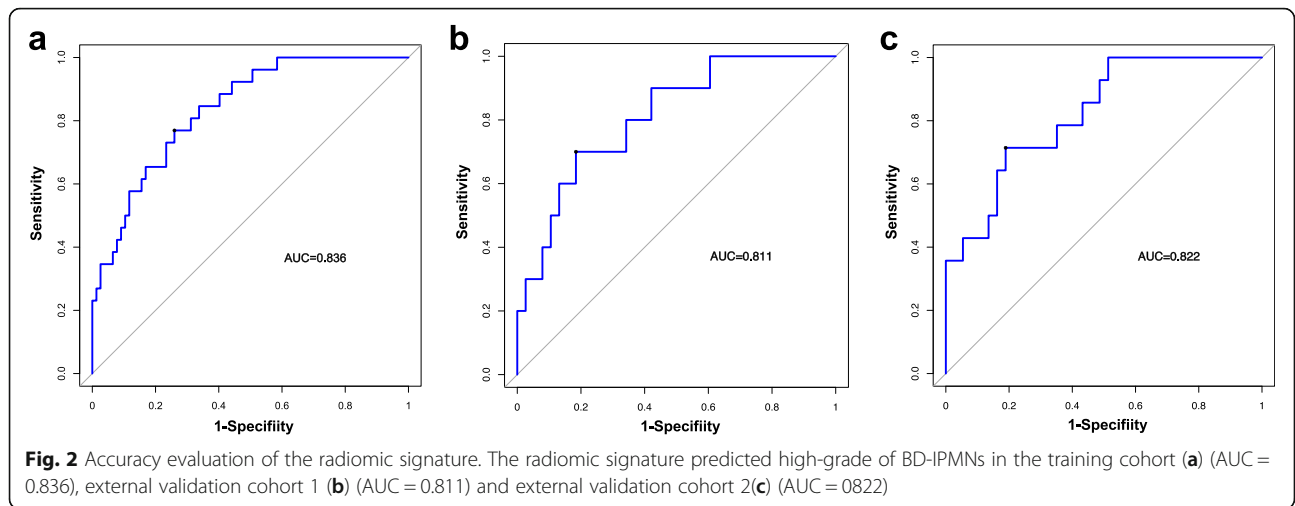 a
1.0
0.8
0.6
0.4
0.2
0.0
Sensitivity
AUC=0.836
0 0.2 0.4 0.6 0.8 1
1-Specifiity
b
1.0
0.8
0.6
0.4
0.2
0.0
Sensitivity
AUC=0.811
0 0.2 0.4 0.6 0.8 1
1-Specifiity
c
1.0
0.8
0.6
0.4
0.2
0.0
Sensitivity
AUC=0.822
0 0.2 0.4 0.6 0.8 1
1-Specifiity
Fig. 2 Accuracy evaluation of the radiomic signature. The radiomic signature predicted high-grade of BD-IPMNs in the training cohort (a) (AUC =
0.836), external validation cohort 1 (b) (AUC = 0.811) and external validation cohort 2(c) (AUC = 0822)